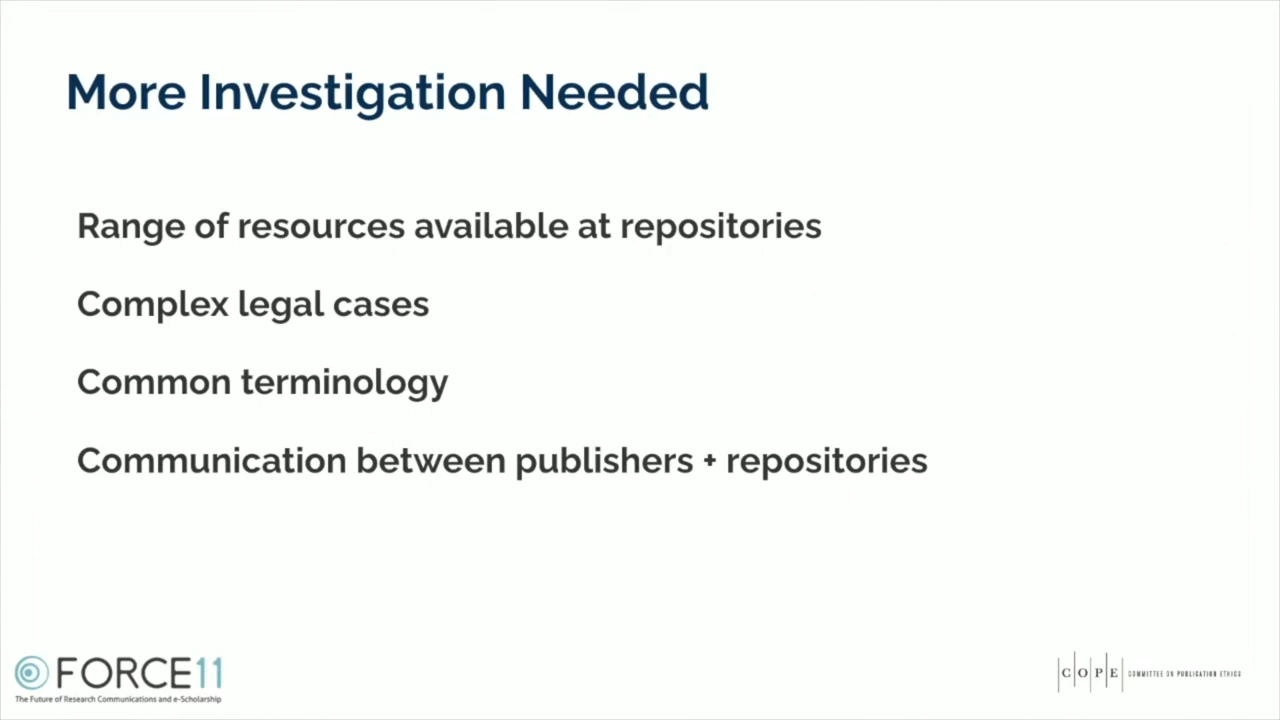 More Investigation Needed
Range of resources available at repositories
Complex legal cases
Common terminology
Communication between publishers + repositories
FORCE11
The Future of Research Communications and e-Scholarship
COPE COMMITTEE ON PUBLICATION ETHICS